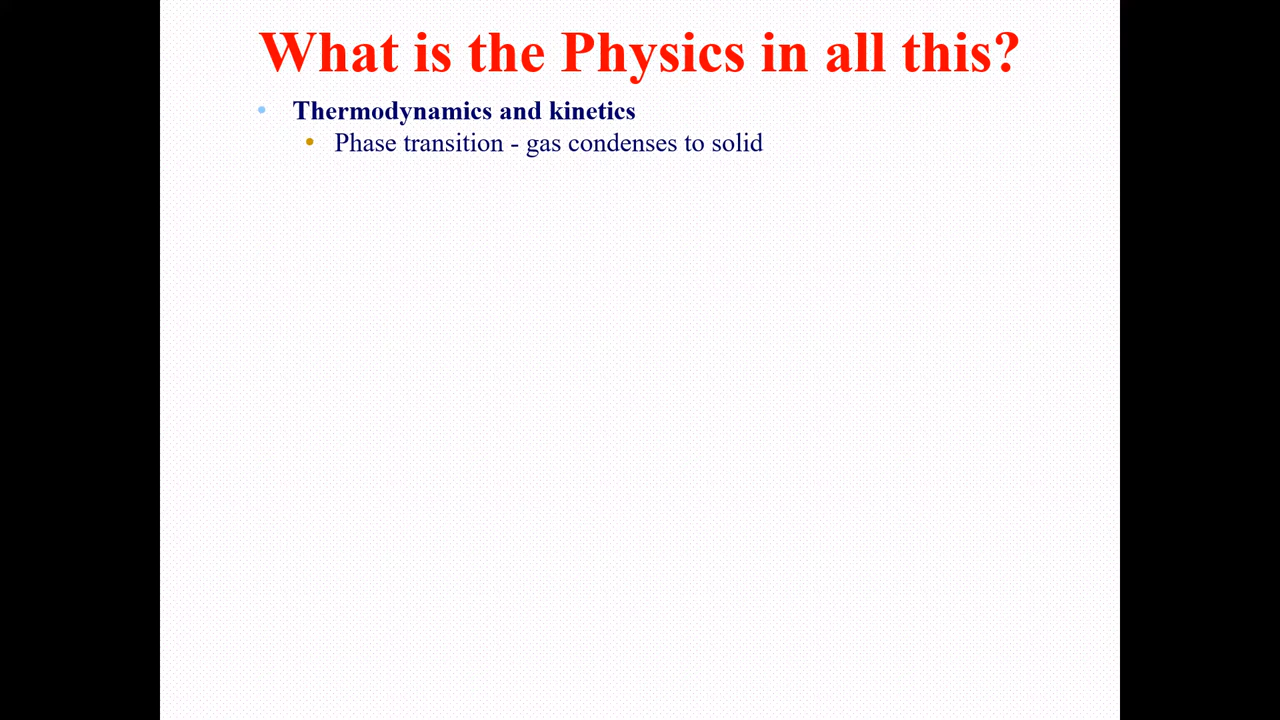 What is the Physics in all this?
• Thermodynamics and kinetics
• Phase transition - gas condenses to solid